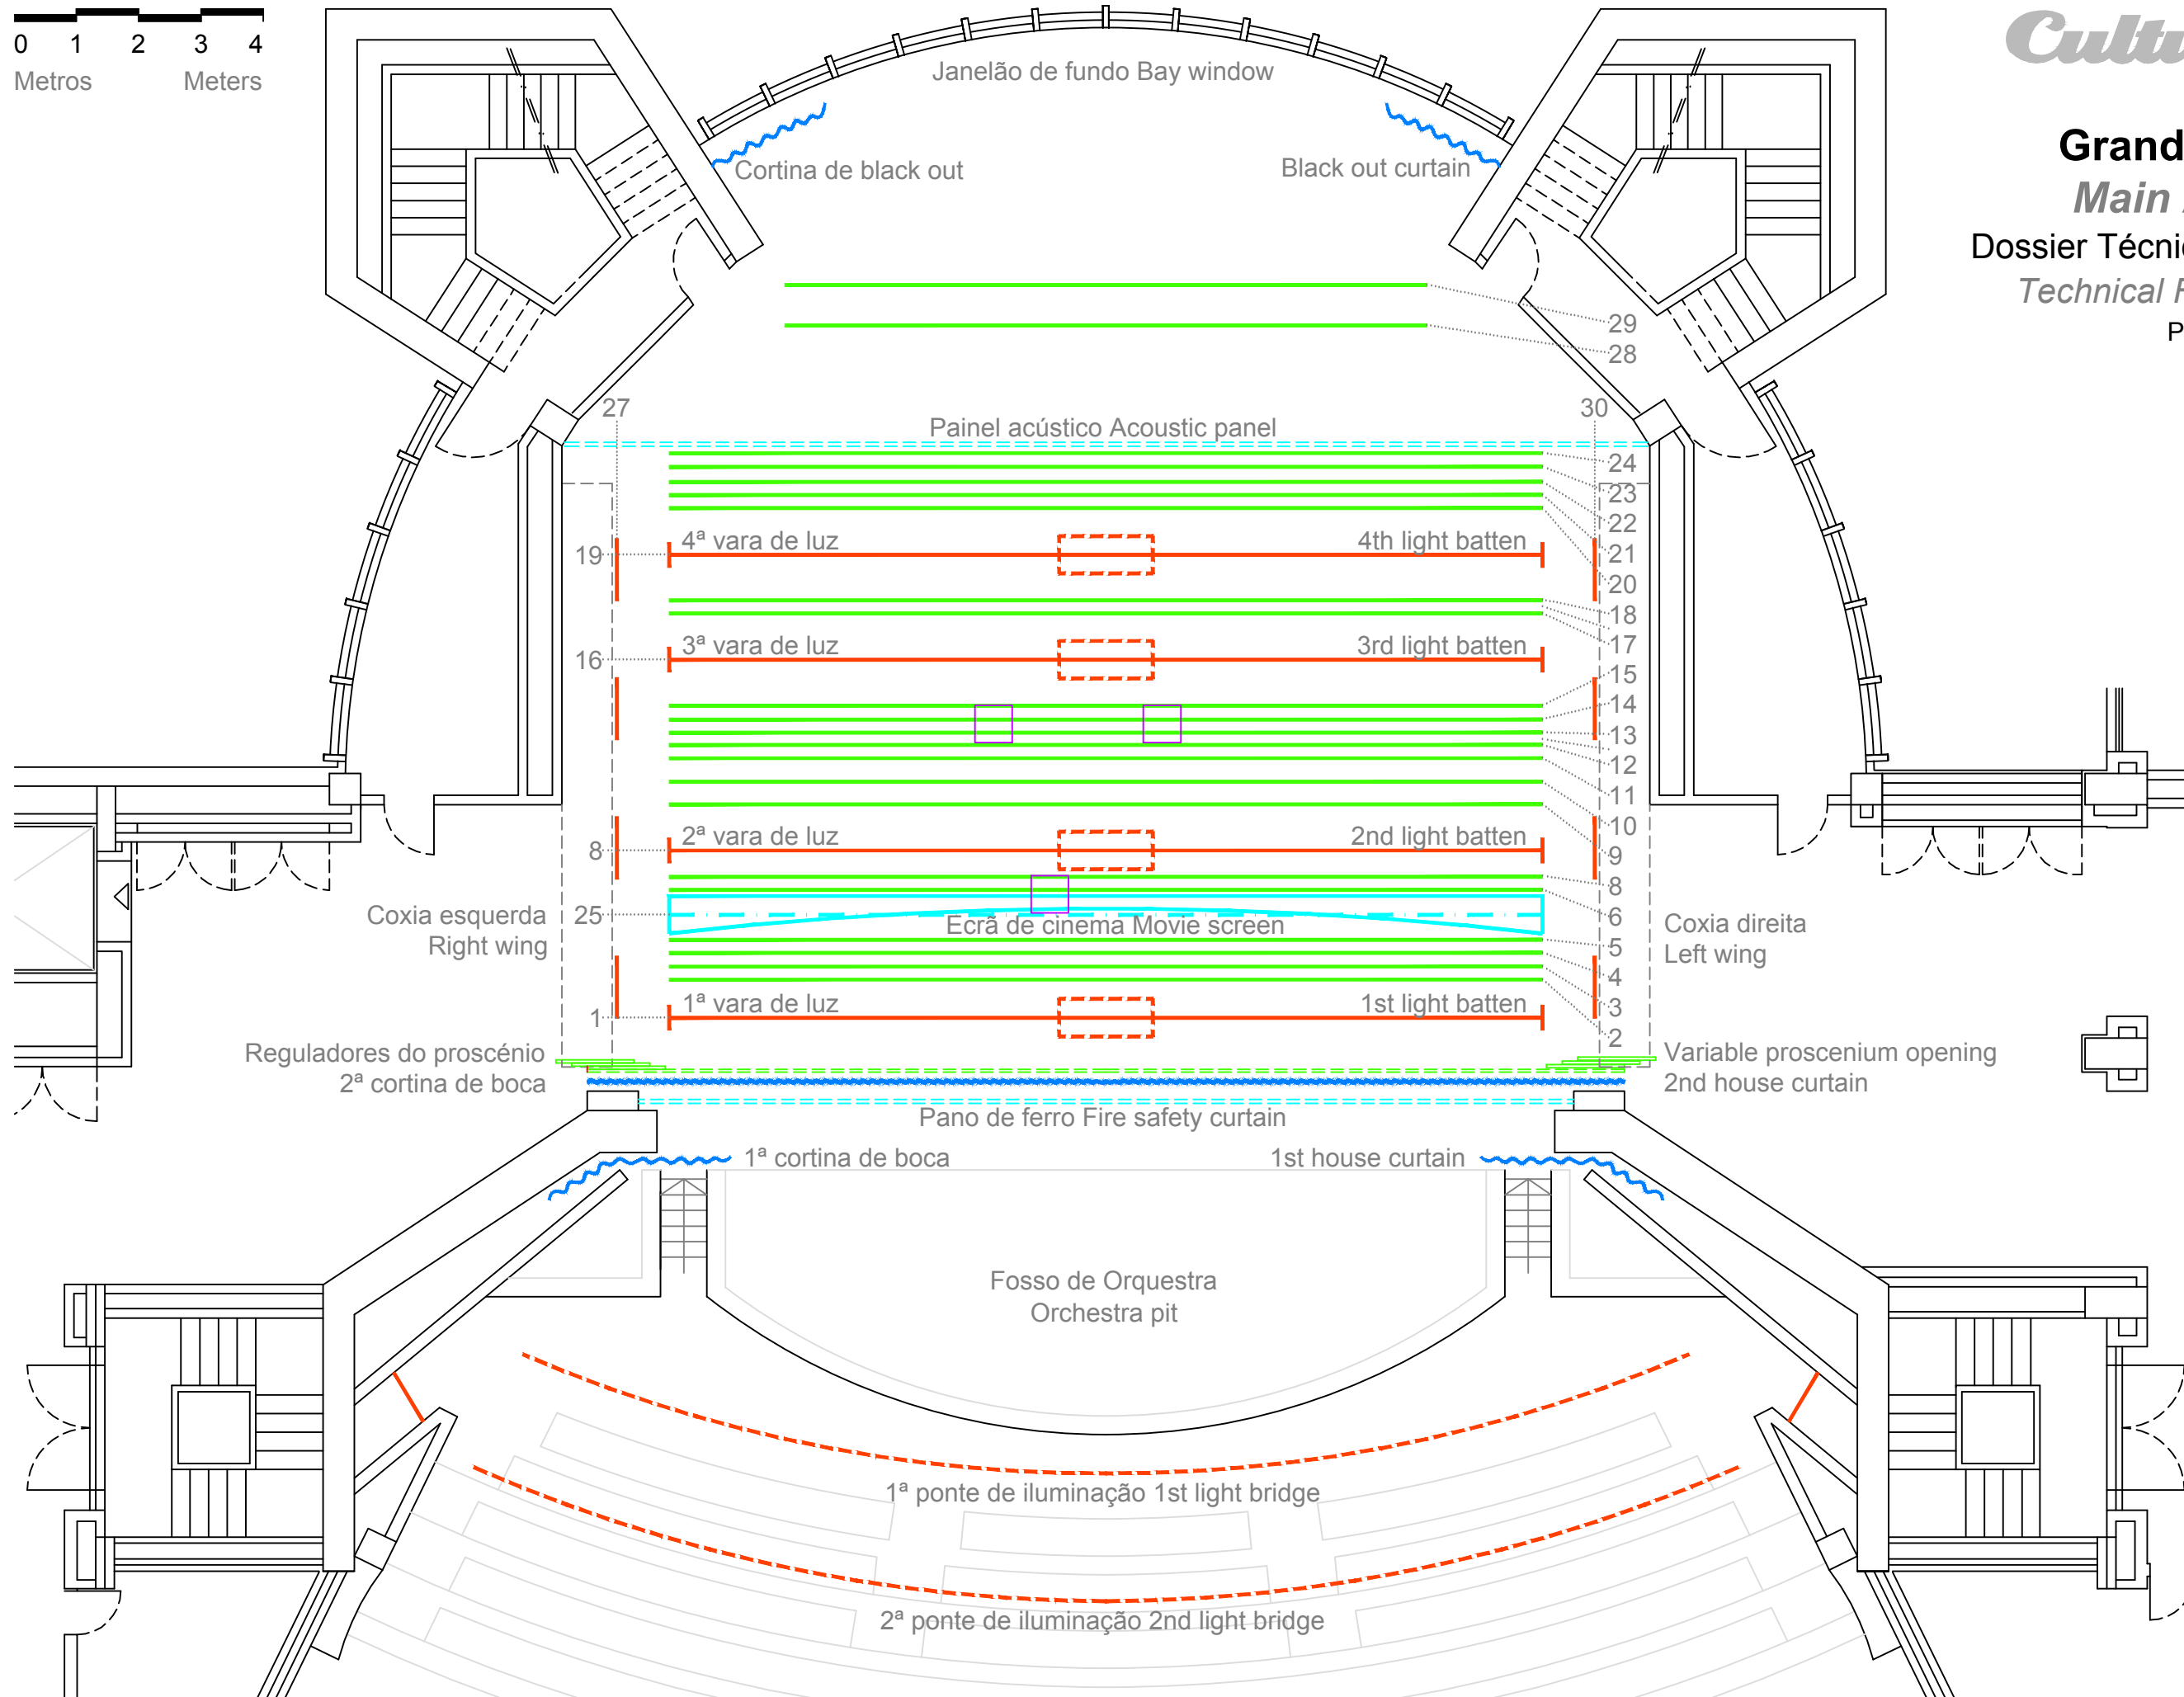 0 1 2 3 4
Metros Meters
Grand
Main
Dossier
Technical
Janelão de fundo Bay window
Cortina de black out
Black out curtain
29
28
27
30
Painel acústico Acoustic panel
24
23
22
21
20
18
17
15
14
13
12
11
10
9
8
6
5
4
3
2
19
4ª vara de luz
4th light batten
16
3ª vara de luz
3rd light batten
8
2ª vara de luz
2nd light batten
Coxia esquerda
Right wing
25
Ecrã de cinema Movie screen
Coxia direita
Left wing
1
1ª vara de luz
1st light batten
Reguladores do proscénio
2ª cortina de boca
Variable proscenium opening
2nd house curtain
Pano de ferro Fire safety curtain
1ª cortina de boca
1st house curtain
Fosso de Orquestra
Orchestra pit
1ª ponte de iluminação 1st light bridge
2ª ponte de iluminação 2nd light bridge